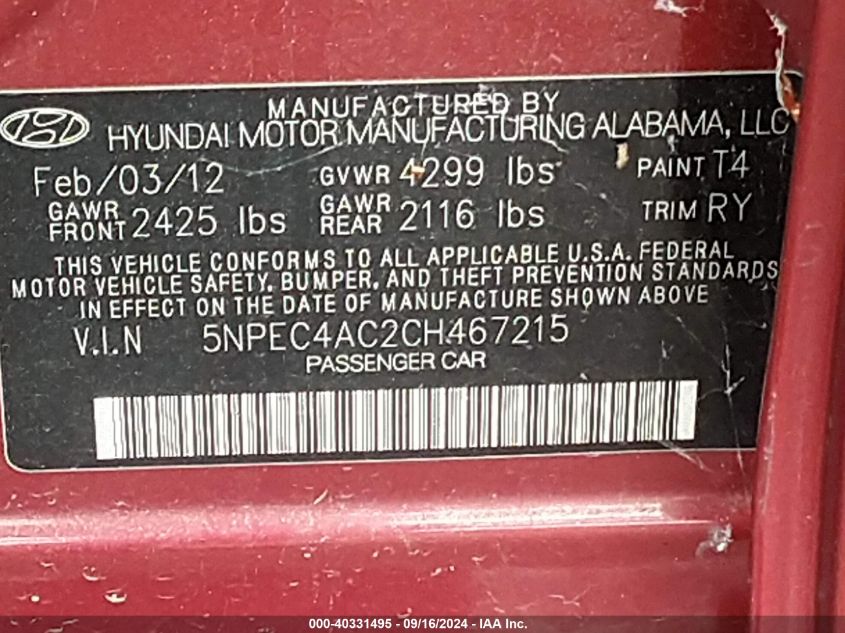 MANUFACTURED BY
HYUNDAI MOTOR MANUFACTURING ALABAMA, LLC
Feb/03/12 GVWR 4299 lbs PAINT T4
GAWR FRONT 2425 lbs GAWR REAR 2116 lbs TRIM RY
THIS VEHICLE CONFORMS TO ALL APPLICABLE U.S.A. FEDERAL
MOTOR VEHICLE SAFETY, BUMPER, AND THEFT PREVENTION STANDARDS
IN EFFECT ON THE DATE OF MANUFACTURE SHOWN ABOVE
V.I.N 5NPEC4AC2CH467215
PASSENGER CAR
000-40331495 - 09/16/2024 - IAA Inc.